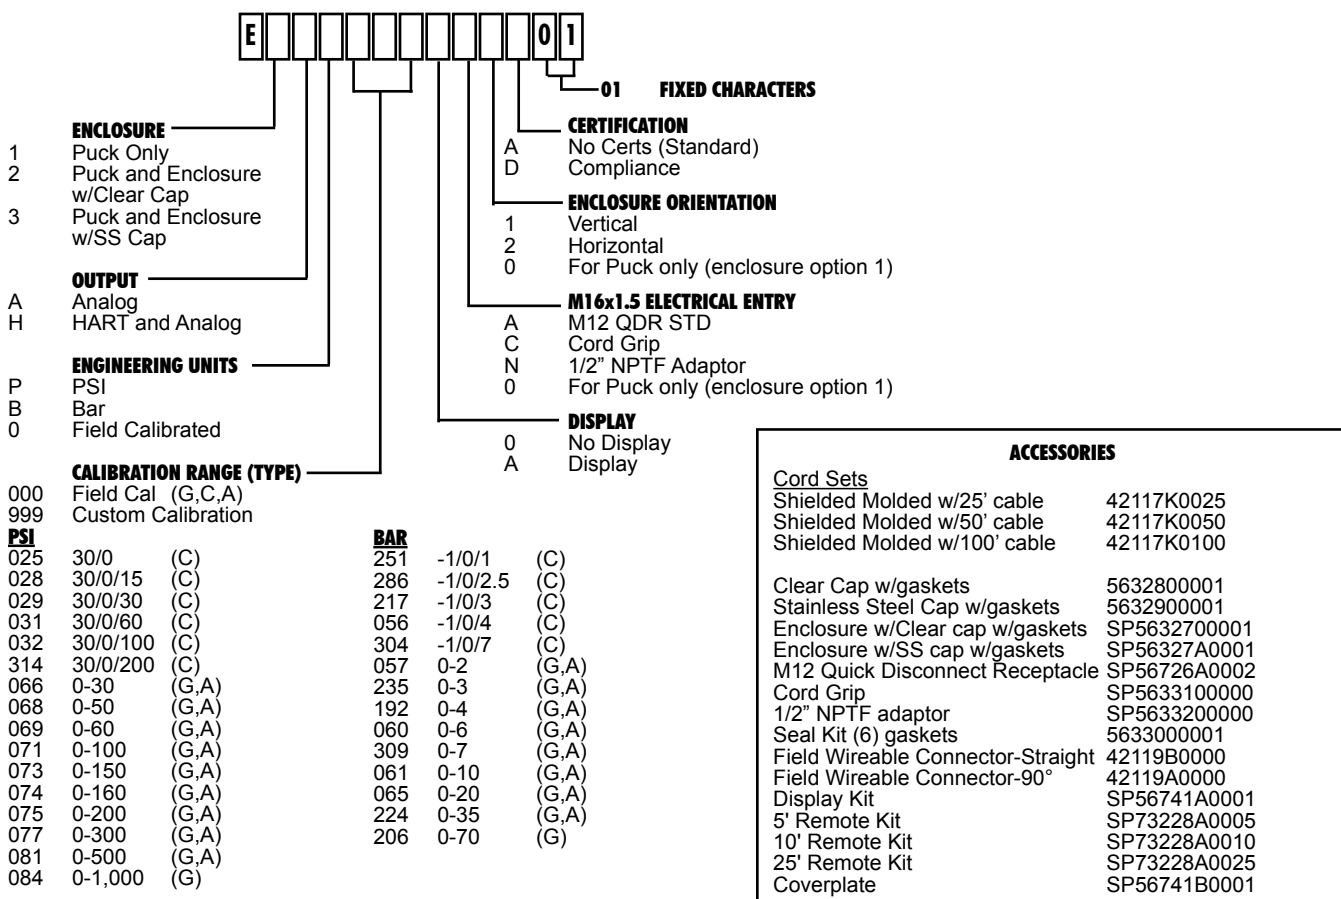 E 0 1
01 FIXED CHARACTERS
ENCLOSURE
1 Puck Only
2 Puck and Enclosure
w/Clear Cap
3 Puck and Enclosure
w/SS Cap
OUTPUT
A Analog
H HART and Analog
ENGINEERING UNITS
P PSI
B Bar
0 Field Calibrated
CALIBRATION RANGE (TYPE)
000 Field Cal (G,C,A)
999 Custom Calibration
PSI
025 30/0 (C)
028 30/0/15 (C)
029 30/0/30 (C)
031 30/0/60 (C)
032 30/0/100 (C)
314 30/0/200 (C)
066 0-30 (G,A)
068 0-50 (G,A)
069 0-60 (G,A)
071 0-100 (G,A)
073 0-150 (G,A)
074 0-160 (G,A)
075 0-200 (G,A)
077 0-300 (G,A)
081 0-500 (G,A)
084 0-1,000 (G)
BAR
251 -1/0/1 (C)
286 -1/0/2.5 (C)
217 -1/0/3 (C)
056 -1/0/4 (C)
304 -1/0/7 (C)
057 0-2 (G,A)
235 0-3 (G,A)
192 0-4 (G,A)
060 0-6 (G,A)
309 0-7 (G,A)
061 0-10 (G,A)
065 0-20 (G,A)
224 0-35 (G,A)
206 0-70 (G)
CERTIFICATION
A No Certs (Standard)
D Compliance
ENCLOSURE ORIENTATION
1 Vertical
2 Horizontal
0 For Puck only (enclosure option 1)
M16x1.5 ELECTRICAL ENTRY
A M12 QDR STD
C Cord Grip
N 1/2” NPTF Adaptor
0 For Puck only (enclosure option 1)
DISPLAY
0 No Display
A Display
ACCESSORIES
Cord Sets
Shielded Molded w/25’ cable 42117K0025
Shielded Molded w/50’ cable 42117K0050
Shielded Molded w/100’ cable 42117K0100
Clear Cap w/gaskets 5632800001
Stainless Steel Cap w/gaskets 5632900001
Enclosure w/Clear cap w/gaskets SP5632700001
Enclosure w/SS cap w/gaskets SP56327A0001
M12 Quick Disconnect Receptacle SP56726A0002
Cord Grip SP5633100000
1/2” NPTF adaptor SP5633200000
Seal Kit (6) gaskets 5633000001
Field Wireable Connector-Straight 42119B0000
Field Wireable Connector-90° 42119A0000
Display Kit SP56741A0001
5' Remote Kit SP73228A0005
10' Remote Kit SP73228A0010
25' Remote Kit SP73228A0025
Coverplate SP56741B0001